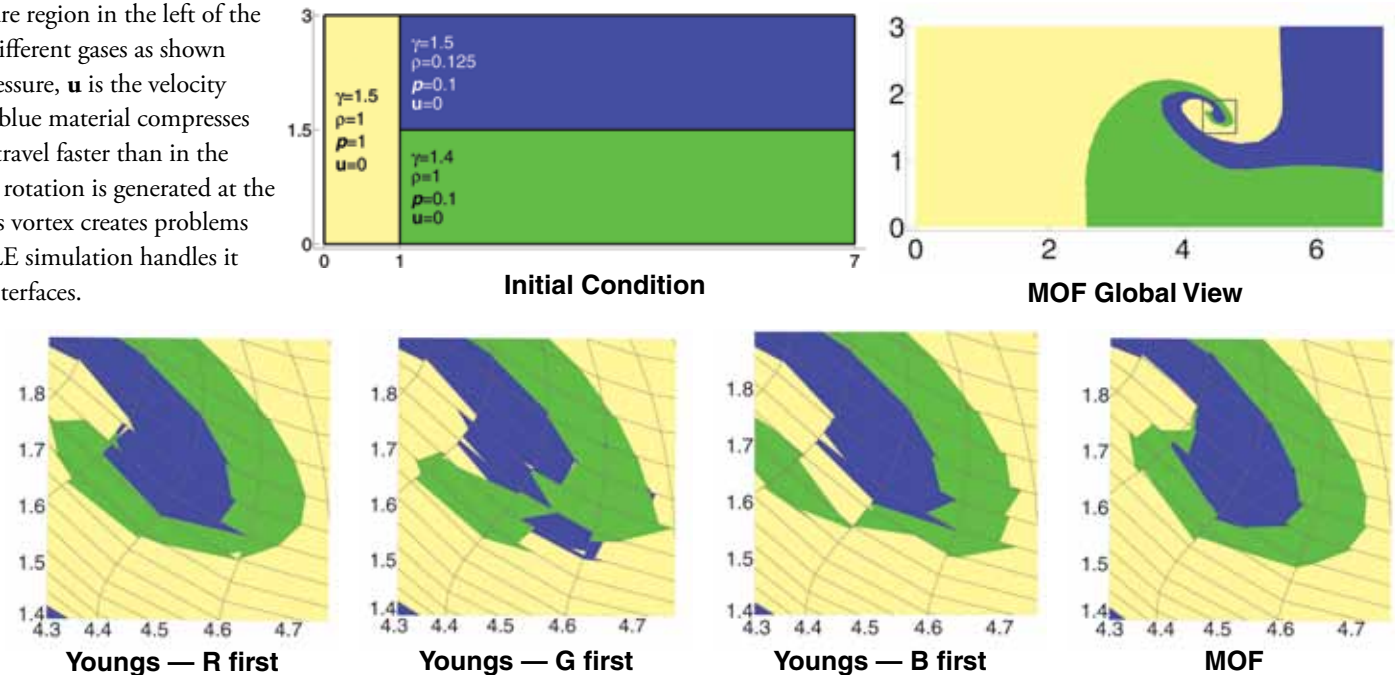 re region in the left of the
ifferent gases as shown
essure, u is the velocity
blue material compresses
travel faster than in the
rotation is generated at the
s vortex creates problems
LE simulation handles it
terfaces.
3
1.5
0
0
1
7
γ=1.5
ρ=1
p=1
u=0
γ=1.5
ρ=0.125
p=0.1
u=0
γ=1.4
ρ=1
p=0.1
u=0
Initial Condition
3
2
1
0
0
2
4
6
MOF Global View
1.8
1.7
1.6
1.5
1.4
4.3 4.4 4.5 4.6 4.7
Youngs — R first
1.8
1.7
1.6
1.5
1.4
4.3 4.4 4.5 4.6 4.7
Youngs — G first
1.8
1.7
1.6
1.5
1.4
4.3 4.4 4.5 4.6 4.7
Youngs — B first
1.8
1.7
1.6
1.5
1.4
4.3 4.4 4.5 4.6 4.7
MOF